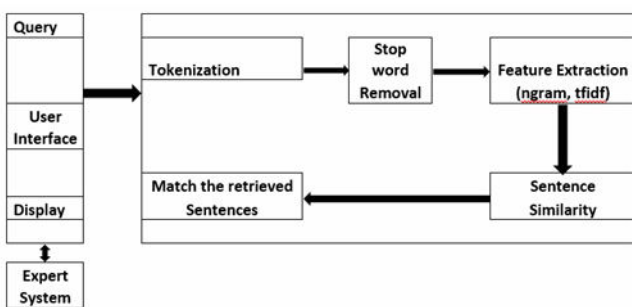 Query
User
Interface
Display
Expert
System
Tokenization
Stop
word
Removal
Feature Extraction
(ngram, tfidf)
Match the retrieved
Sentences
Sentence
Similarity